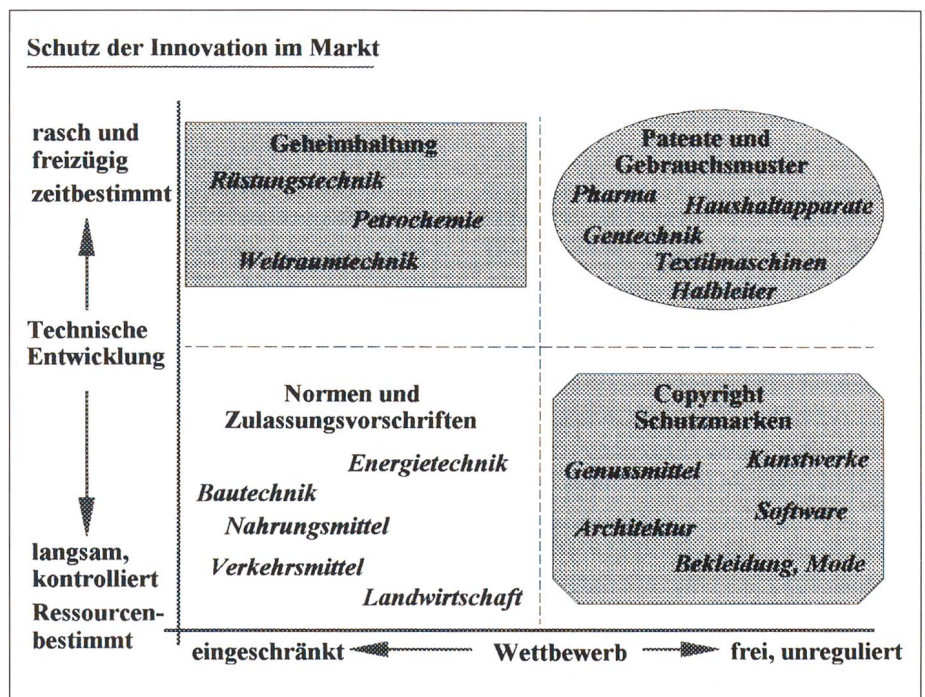 Schutz der Innovation im Markt
rasch und
freizügig
zeitbestimmt
Technische
Entwicklung
langsam,
kontrolliert
Ressourcen-
bestimmt
Geheimhaltung
Rüstungstechnik
Petrochemie
Weltraumtechnik
Patente und
Gebrauchsmuster
Pharma
Haushaltapparate
Gentechnik
Textilmaschinen
Halbleiter
Normen und
Zulassungsvorschriften
Energietechnik
Bautechnik
Nahrungsmittel
Verkehrsmittel
Landwirtschaft
Copyright
Schutzmarken
Genussmittel
Kunstwerke
Software
Architektur
Bekleidung, Mode
eingeschränkt
Wettbewerb
frei, unreguliert